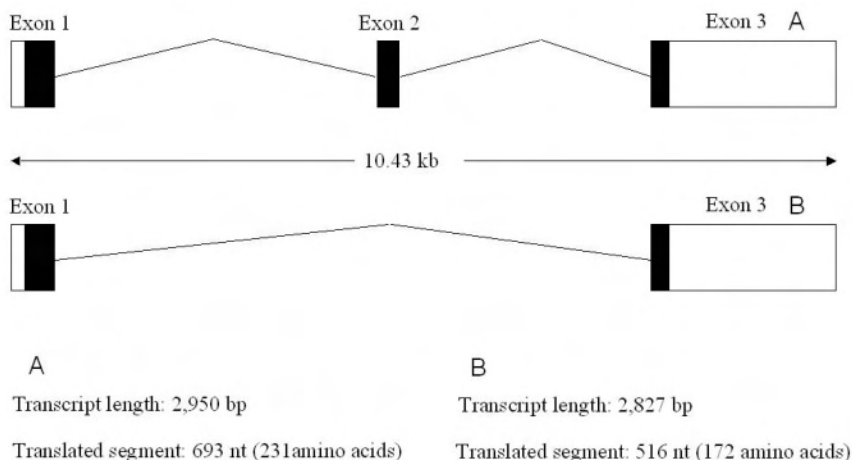 Exon 1 Exon 2 Exon 3 A
10.43 kb
Exon 1 Exon 3 B
A B
Transcript length: 2,950 bp Transcript length: 2,827 bp
Translated segment: 693 nt (231amino acids) Translated segment: 516 nt (172 amino acids)